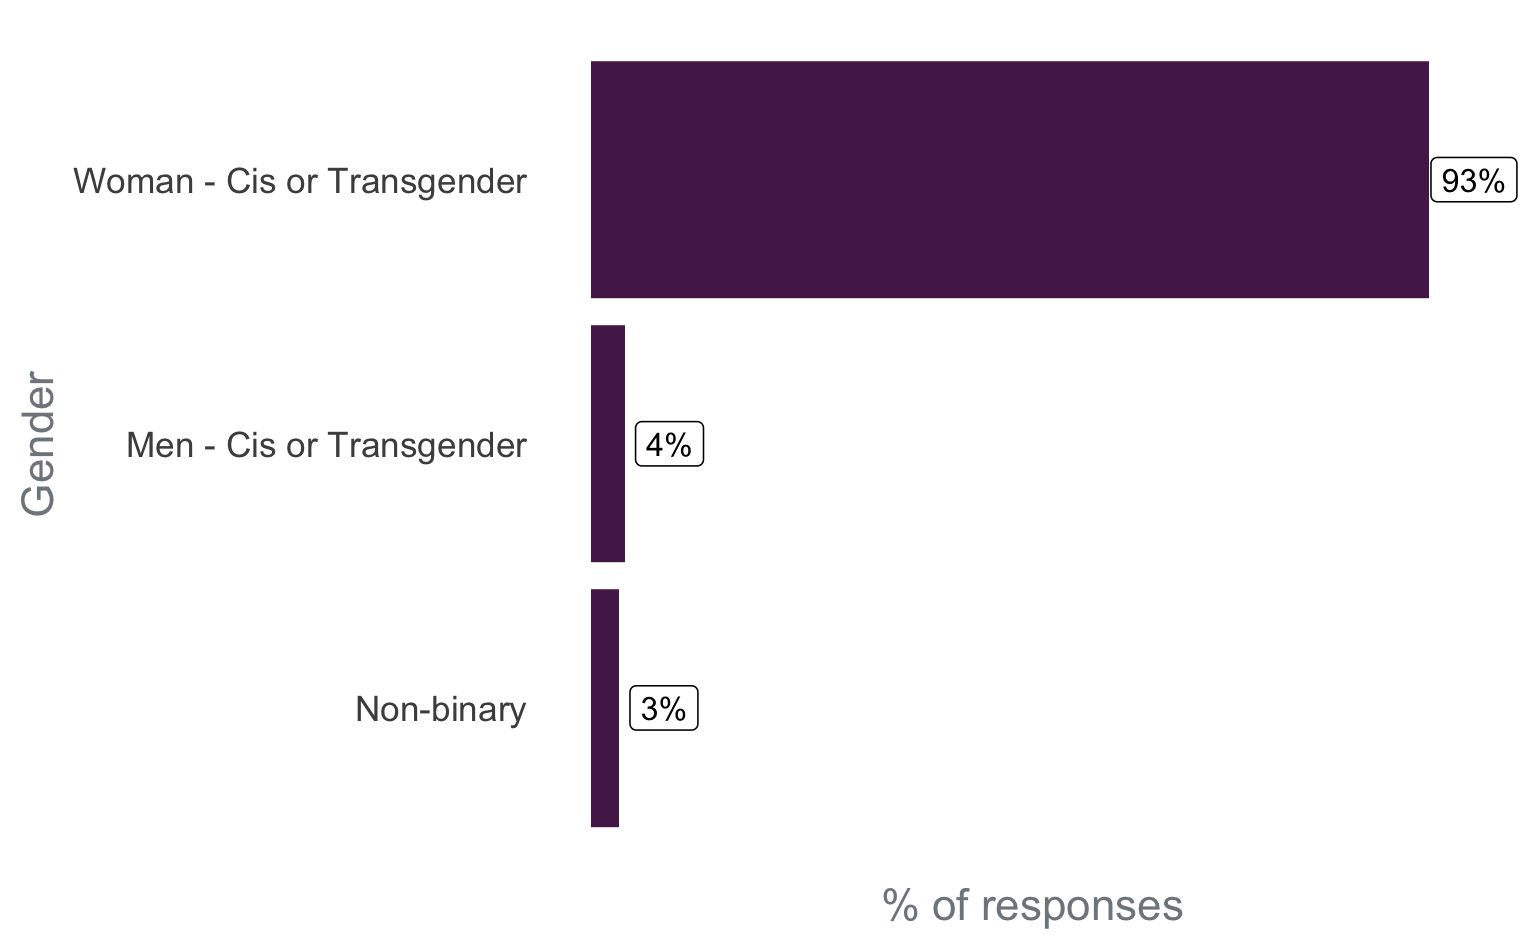 Woman - Cis or Transgender
93%
Men - Cis or Transgender
4%
Non-binary
3%
Gender
% of responses